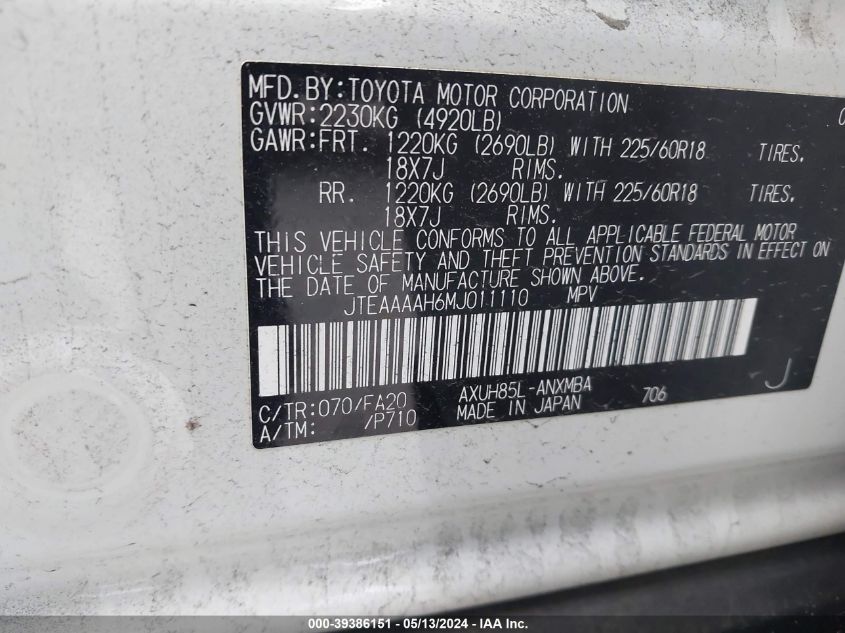 MFD.BY:TOYOTA MOTOR CORPORATION
GVWR:2230KG (4920LB)
GAWR:FRT. 1220KG (2690LB) WITH 225/60R18 TIRES.
18X7J RIMS.
RR. 1220KG (2690LB) WITH 225/60R18 TIRES.
18X7J RIMS.
THIS VEHICLE CONFORMS TO ALL APPLICABLE FEDERAL MOTOR
VEHICLE SAFETY AND THEFT PREVENTION STANDARDS IN EFFECT ON
THE DATE OF MANUFACTURE SHOWN ABOVE.
JTEAAAAH6MJ011110 MPV
C/TR:070/FA20 AXUH85L-ANXMBA 706 J
A/TM: /P710 MADE IN JAPAN
000-39386151 / 05/13/2024 - IAA Inc.